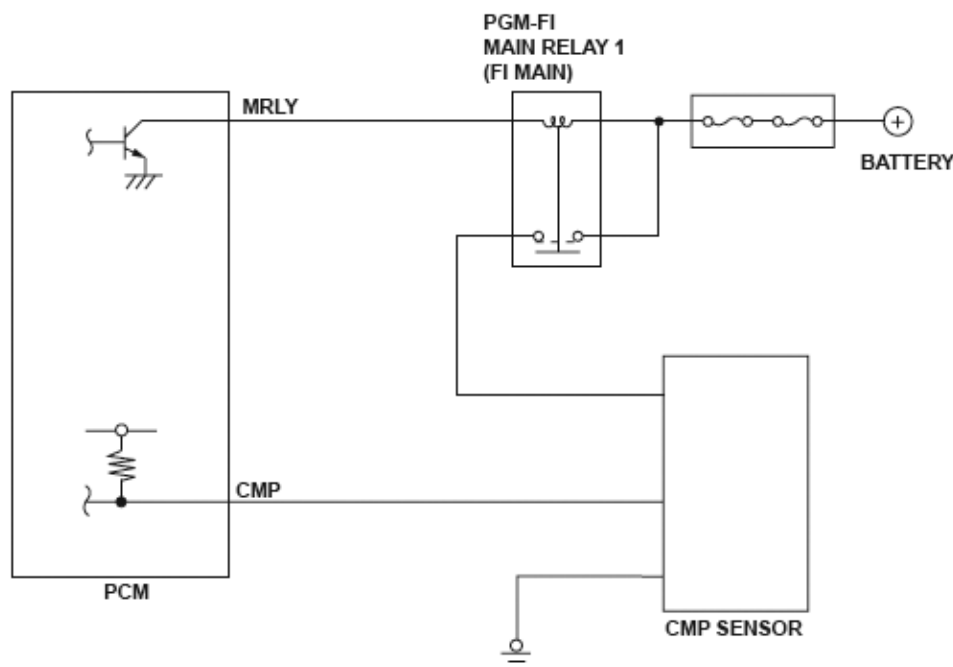 PGM-FI
MAIN RELAY 1
(FI MAIN)
MRLY
BATTERY
CMP
PCM
CMP SENSOR